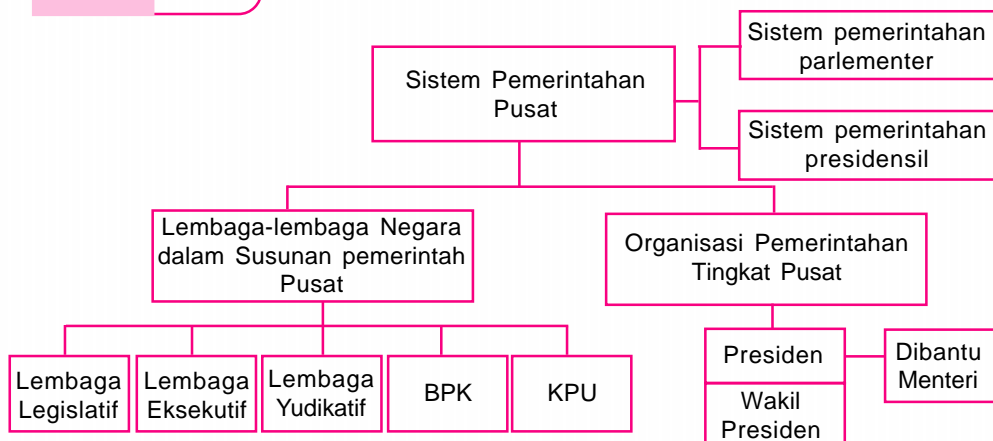 Sistem pemerintahan
parlementer
Sistem Pemerintahan
Pusat
Sistem pemerintahan
presidensil
Lembaga-lembaga Negara
dalam Susunan pemerintah
Pusat
Organisasi Pemerintahan
Tingkat Pusat
Lembaga
Legislatif
Lembaga
Eksekutif
Lembaga
Yudikatif
BPK
KPU
Presiden
Wakil
Presiden
Dibantu
Menteri